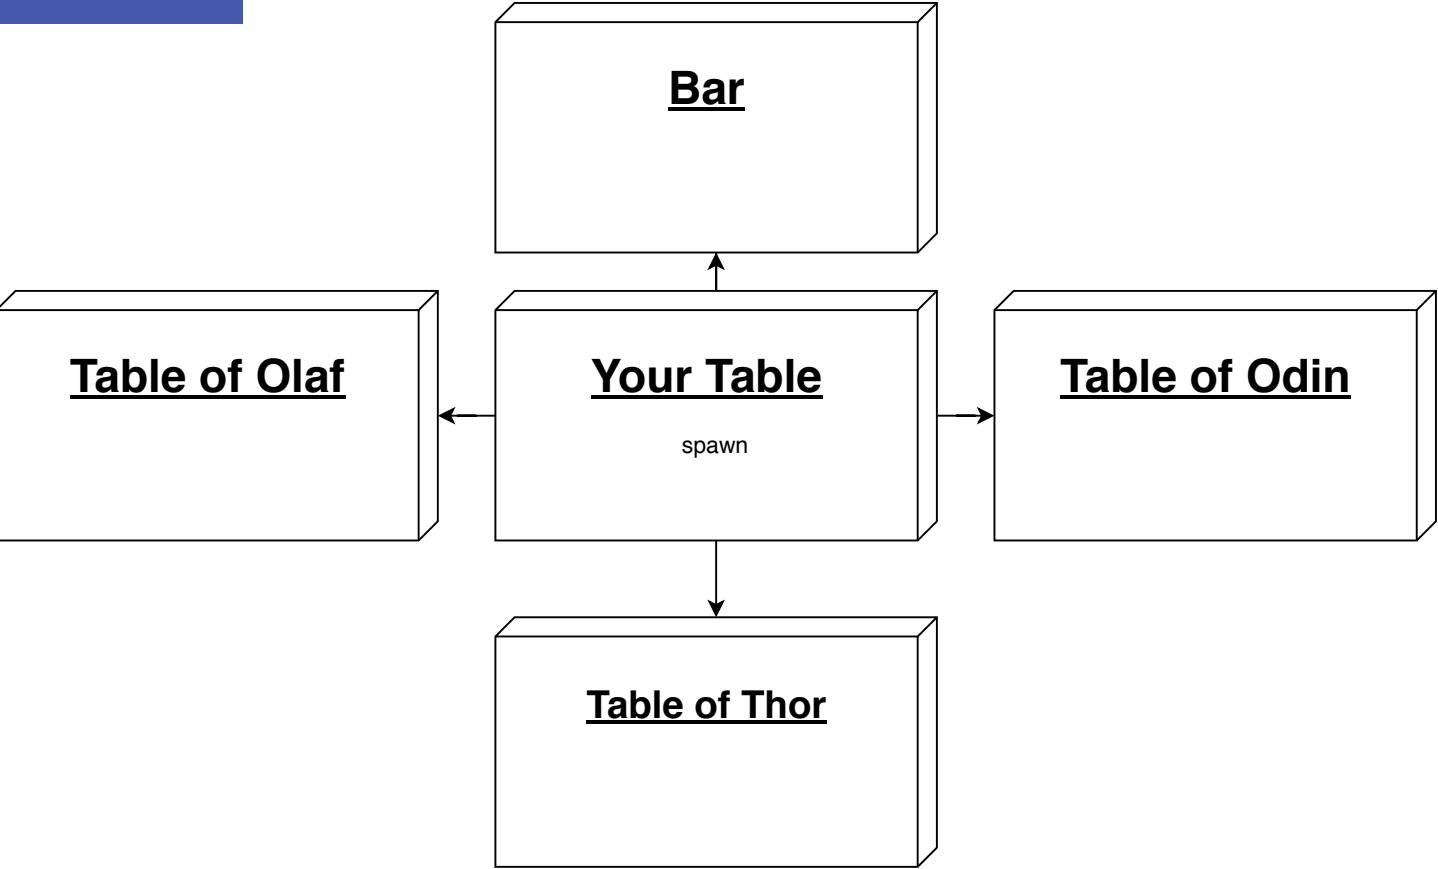 Bar
Table of Olaf
Your Table
spawn
Table of Odin
Table of Thor